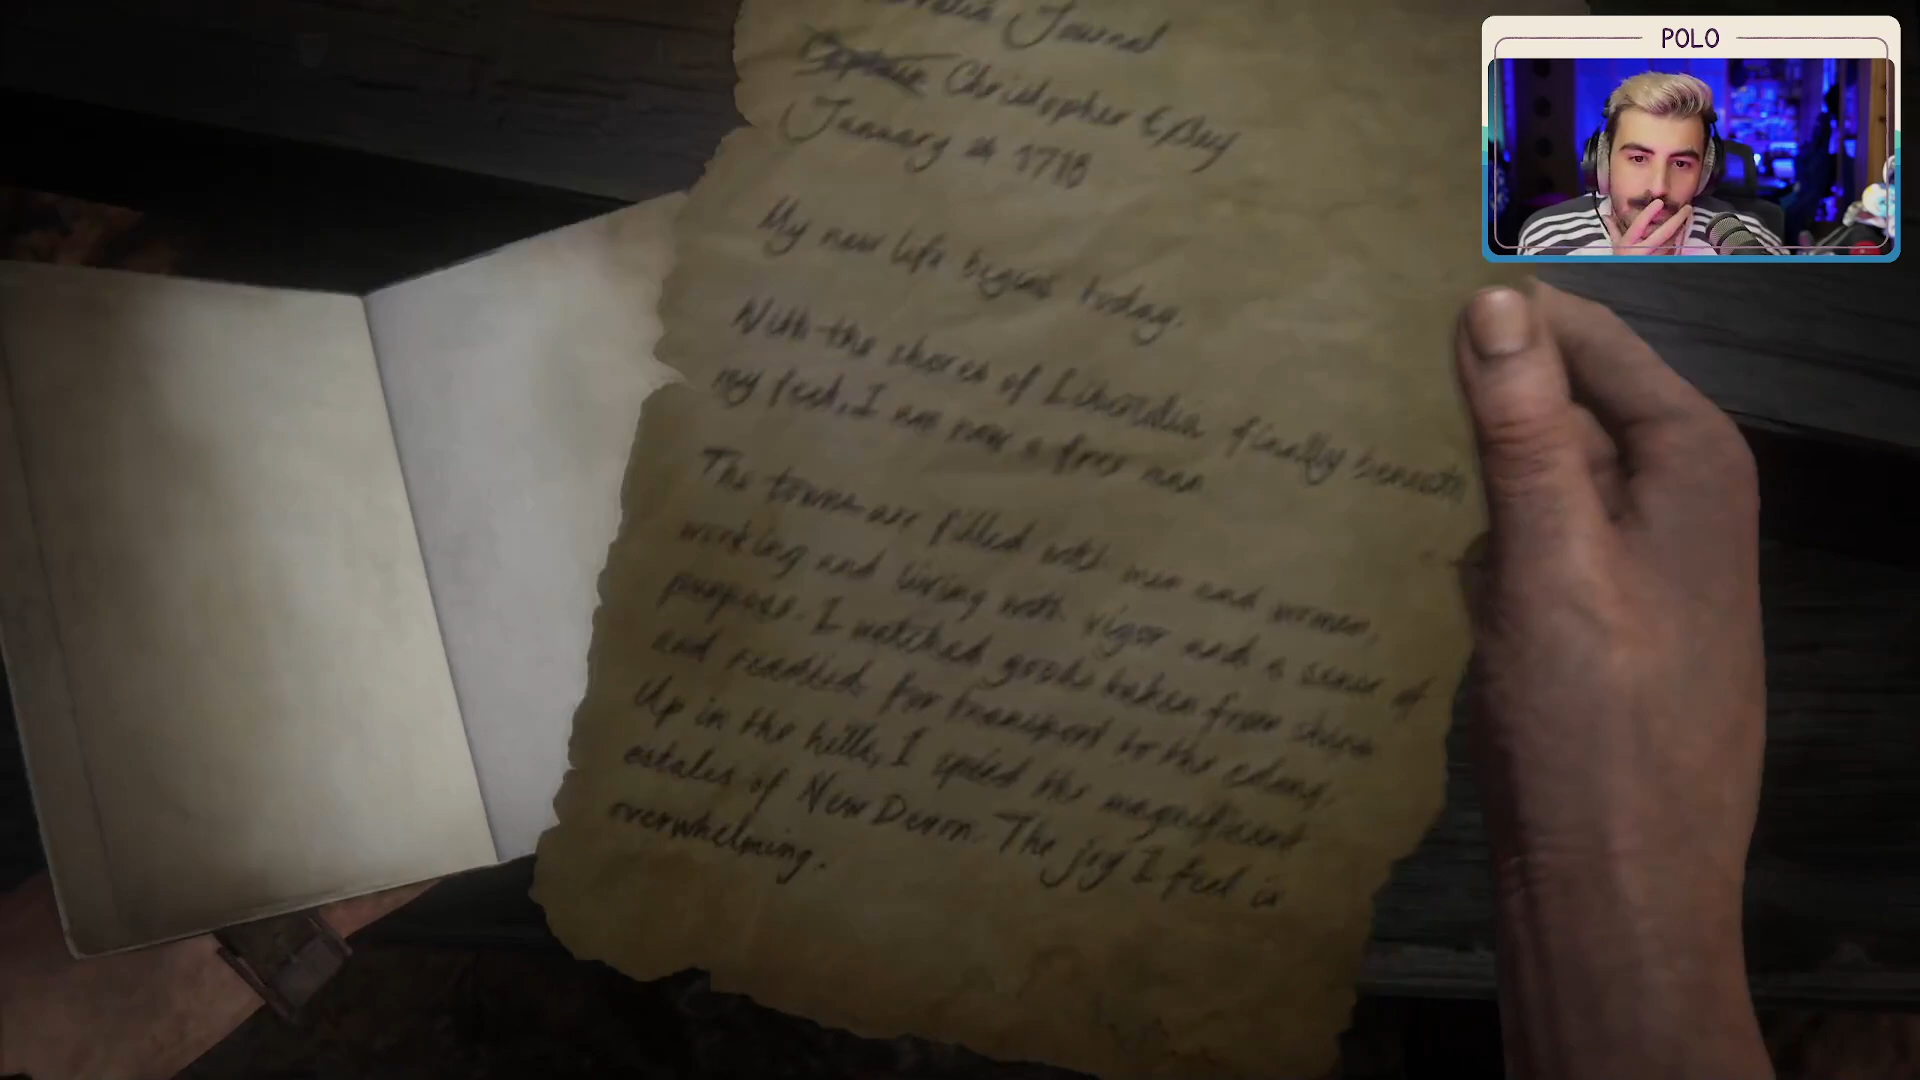 POLO
Journal
Captain Christopher
January 1718
My new life begins today.
With the shores of Libertalia finally beneath
my feet, I am now a free man.
The towns are filled with men and women,
working and living with vigor and a sense of
purpose. I watched goods taken from ships
and readied for transport to the colony.
Up in the hills, I spied the magnificent
estates of New Devon. The joy I feel is
overwhelming.